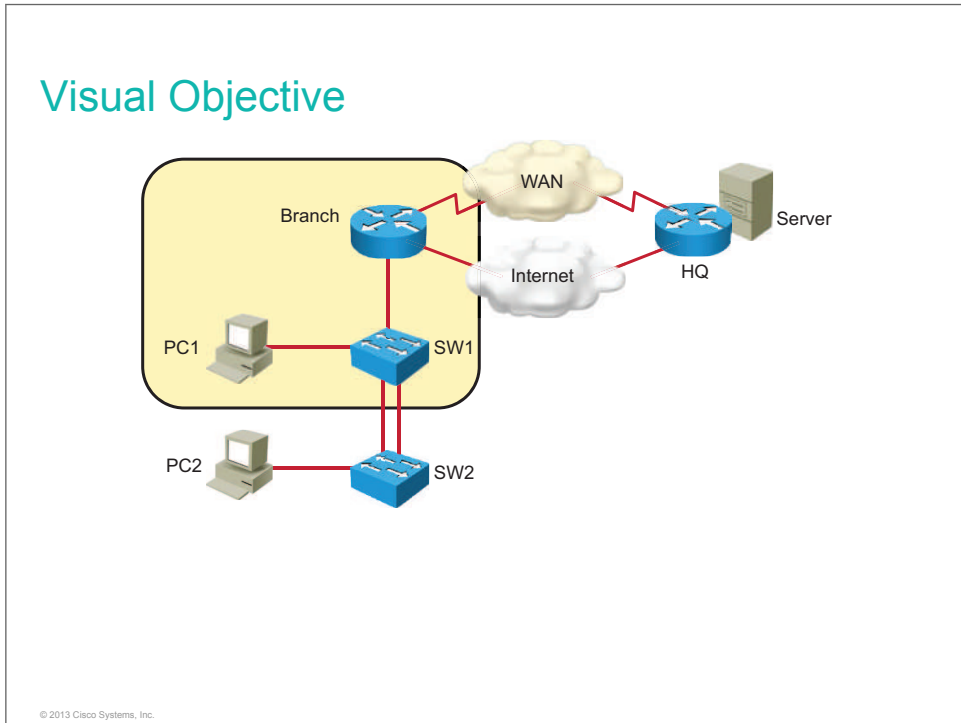 Visual Objective
WAN
Branch
Server
Internet
HQ
PC1
SW1
PC2
SW2
© 2013 Cisco Systems, Inc.